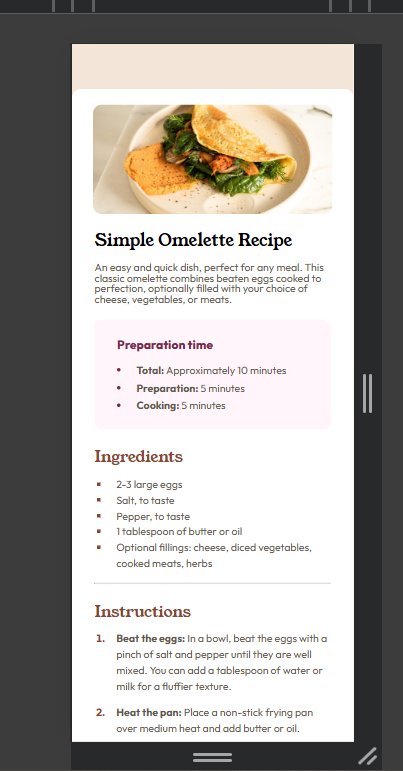 Simple Omelette Recipe
An easy and quick dish, perfect for any meal. This
classic omelette combines beaten eggs cooked to
perfection, optionally filled with your choice of
cheese, vegetables, or meats.
Preparation time
• Total: Approximately 10 minutes
• Preparation: 5 minutes
• Cooking: 5 minutes
Ingredients
▪ 2-3 large eggs
▪ Salt, to taste
▪ Pepper, to taste
▪ 1 tablespoon of butter or oil
▪ Optional fillings: cheese, diced vegetables,
cooked meats, herbs
Instructions
1. Beat the eggs: In a bowl, beat the eggs with a
pinch of salt and pepper until they are well
mixed. You can add a tablespoon of water or
milk for a fluffier texture.
2. Heat the pan: Place a non-stick frying pan
over medium heat and add butter or oil.